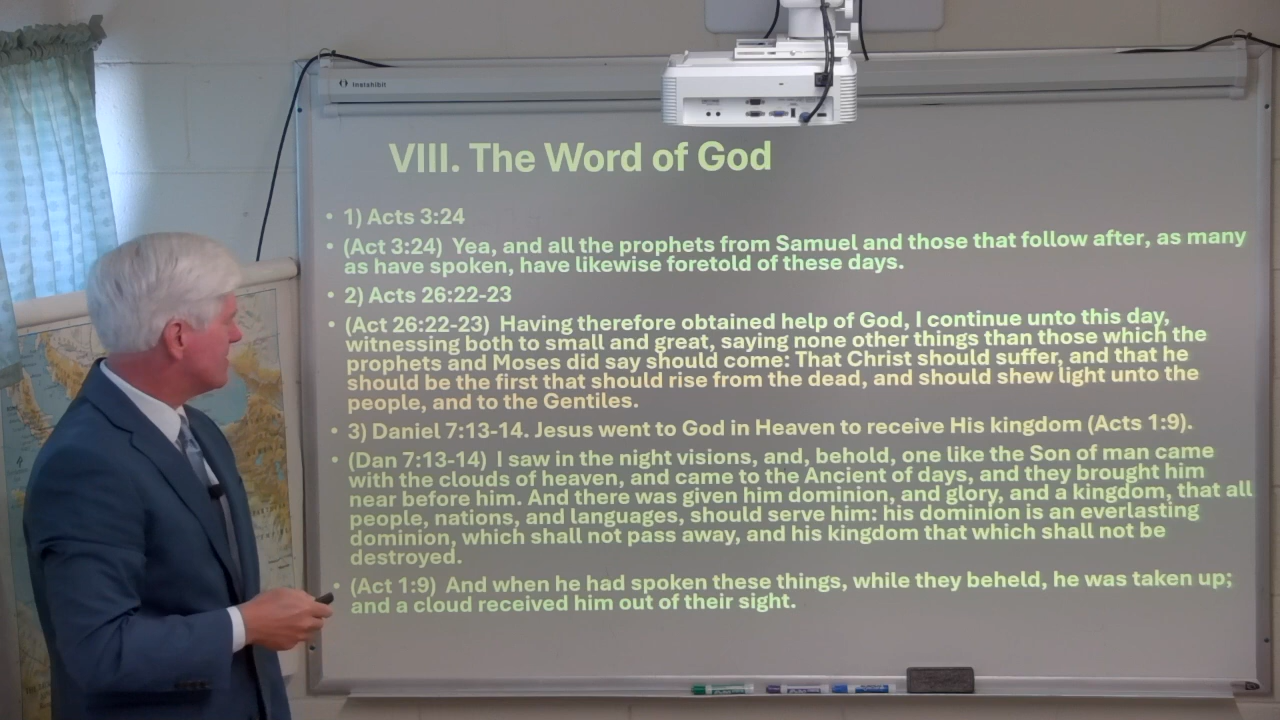 Instahibit
VIII. The Word of God
• 1) Acts 3:24
• (Act 3:24) Yea, and all the prophets from Samuel and those that follow after, as many
as have spoken, have likewise foretold of these days.
• 2) Acts 26:22-23
• (Act 26:22-23) Having therefore obtained help of God, I continue unto this day,
witnessing both to small and great, saying none other things than those which the
prophets and Moses did say should come: That Christ should suffer, and that he
should be the first that should rise from the dead, and should shew light unto the
people, and to the Gentiles.
• 3) Daniel 7:13-14. Jesus went to God in Heaven to receive His kingdom (Acts 1:9).
• (Dan 7:13-14) I saw in the night visions, and, behold, one like the Son of man came
with the clouds of heaven, and came to the Ancient of days, and they brought him
near before him. And there was given him dominion, and glory, and a kingdom, that all
people, nations, and languages, should serve him: his dominion is an everlasting
dominion, which shall not pass away, and his kingdom that which shall not be
destroyed.
• (Act 1:9) And when he had spoken these things, while they beheld, he was taken up;
and a cloud received him out of their sight.